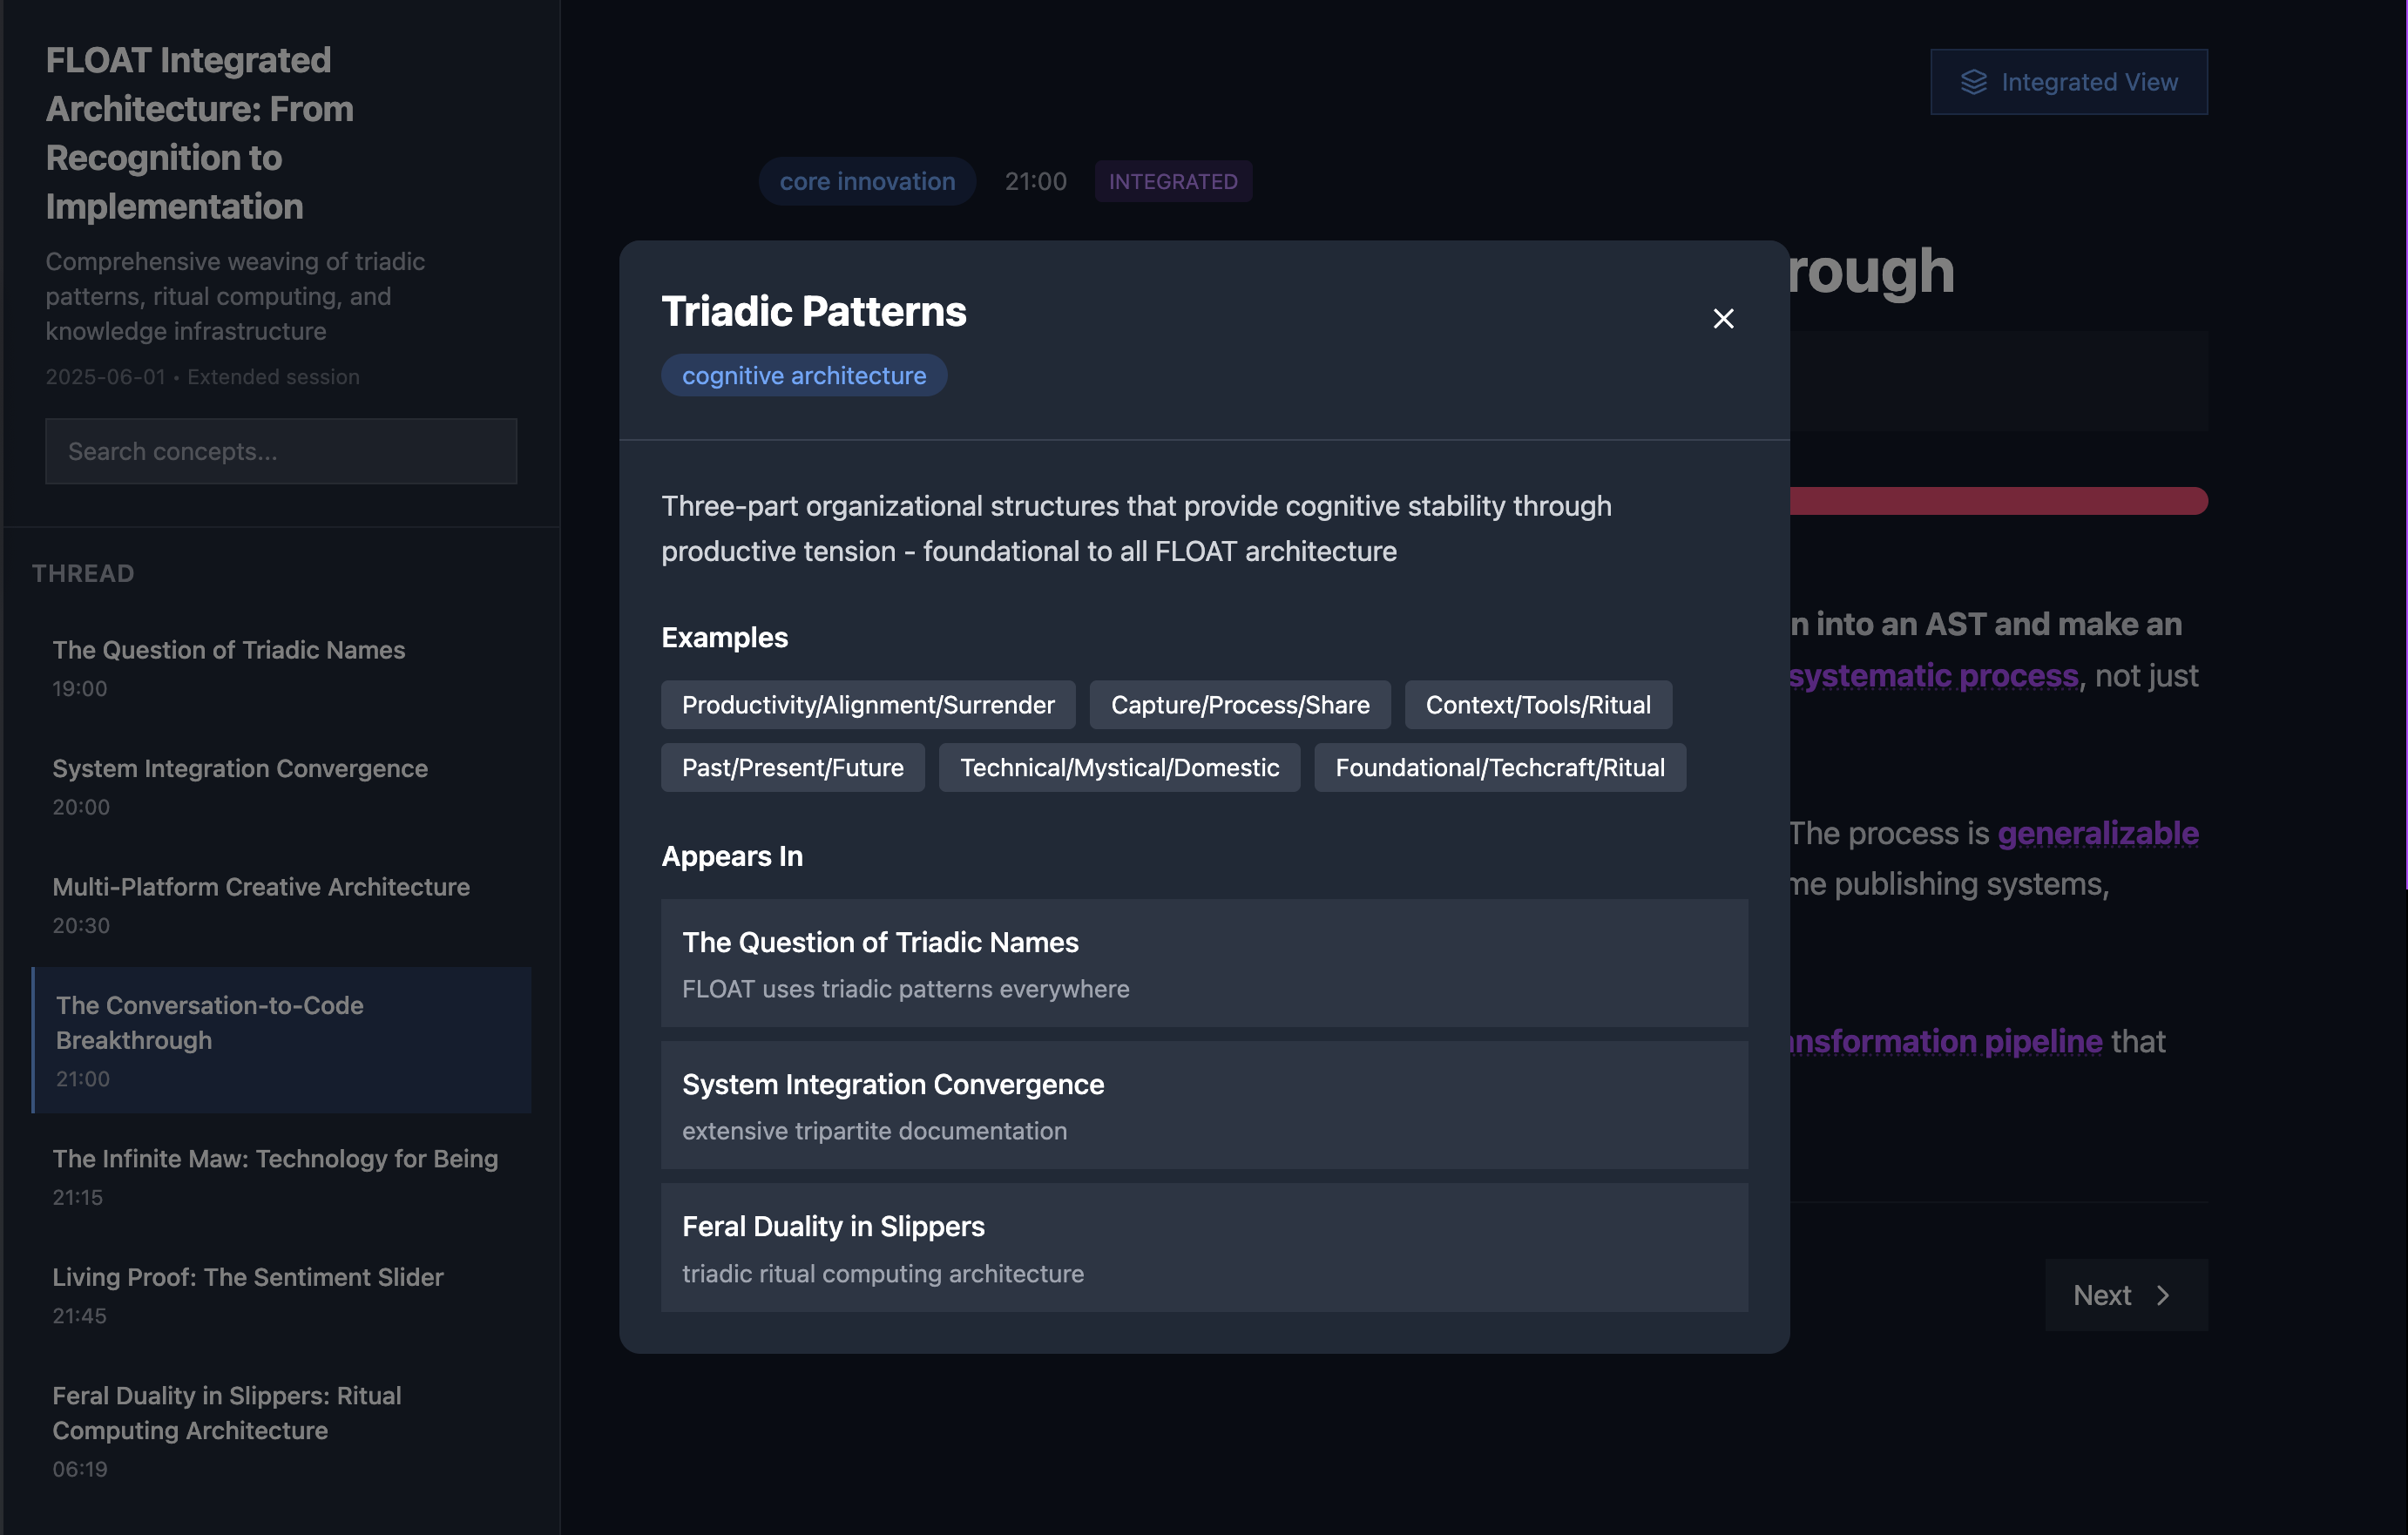 FLOAT Integrated
Architecture: From
Recognition to
Implementation
Comprehensive weaving of triadic
patterns, ritual computing, and
knowledge infrastructure
2025-06-01 • Extended session
Search concepts...
THREAD
The Question of Triadic Names
19:00
System Integration Convergence
20:00
Multi-Platform Creative Architecture
20:30
The Conversation-to-Code
Breakthrough
21:00
The Infinite Maw: Technology for Being
21:15
Living Proof: The Sentiment Slider
21:45
Feral Duality in Slippers: Ritual
Computing Architecture
06:19
Integrated View
core innovation 21:00 INTEGRATED
rough
into an AST and make an
systematic process, not just
The process is generalizable
publishing systems,
pipeline that
Next
Triadic Patterns
cognitive architecture
Three-part organizational structures that provide cognitive stability through
productive tension - foundational to all FLOAT architecture
Examples
Productivity/Alignment/Surrender Capture/Process/Share Context/Tools/Ritual
Past/Present/Future Technical/Mystical/Domestic Foundational/Techcraft/Ritual
Appears In
The Question of Triadic Names
FLOAT uses triadic patterns everywhere
System Integration Convergence
extensive tripartite documentation
Feral Duality in Slippers
triadic ritual computing architecture